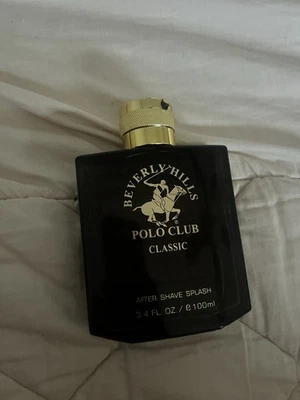 BEVERLY HILLS
POLO CLUB
CLASSIC
AFTER SHAVE SPLASH
3.4 FL. OZ / ℮100ml